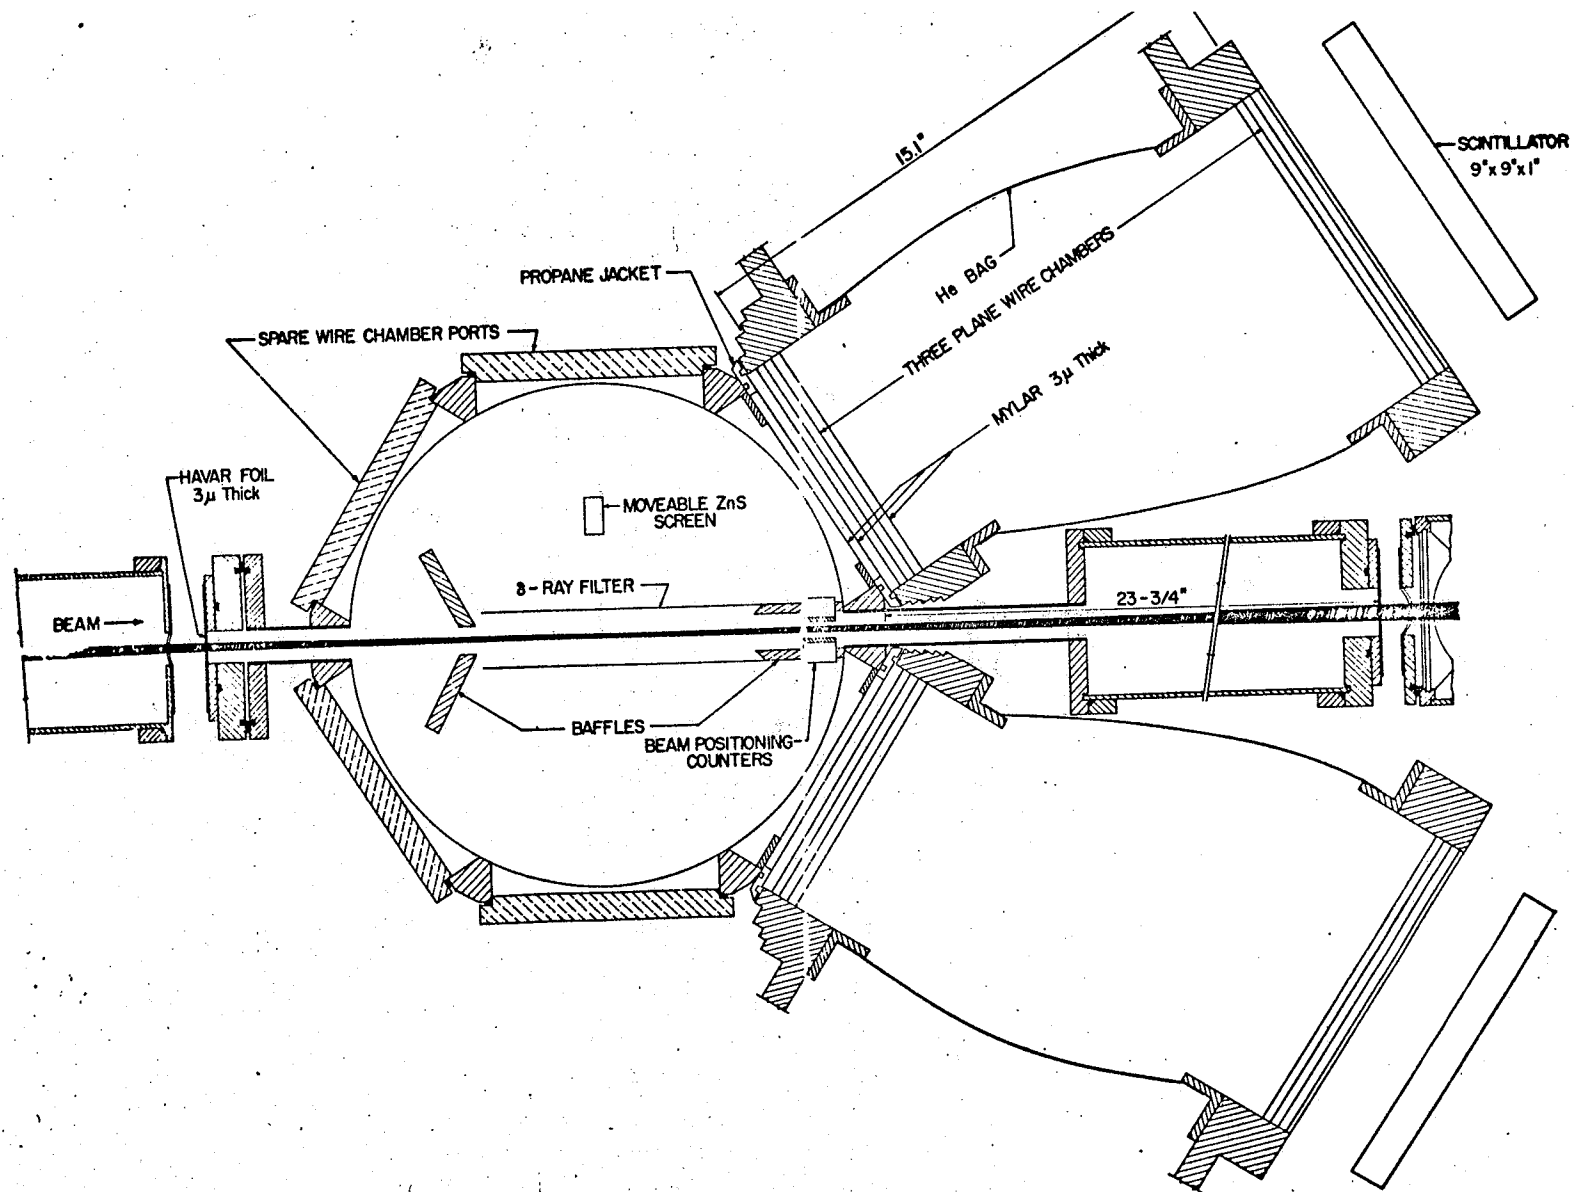 15.1"
SCINTILLATOR
9"x 9"x 1"
PROPANE JACKET
He BAG
THREE PLANE WIRE CHAMBERS
SPARE WIRE CHAMBER PORTS
MYLAR 3μ Thick
HAVAR FOIL
3μ Thick
MOVEABLE ZnS
SCREEN
δ-RAY FILTER
23-3/4"
BEAM
BAFFLES
BEAM POSITIONING
COUNTERS